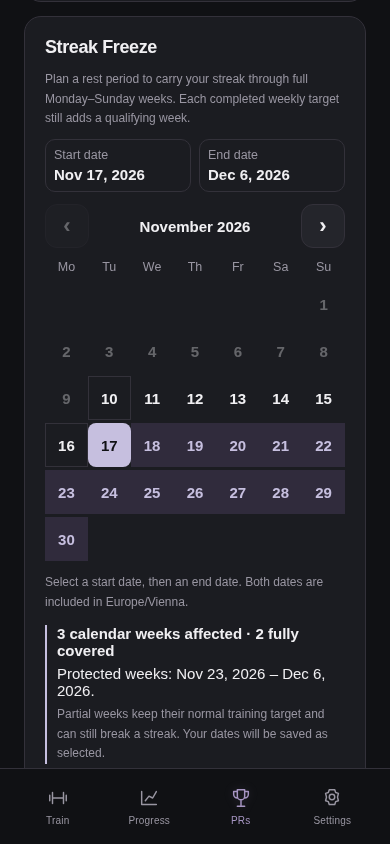 Streak Freeze
Plan a rest period to carry your streak through full
Monday–Sunday weeks. Each completed weekly target
still adds a qualifying week.
Start date
Nov 17, 2026
End date
Dec 6, 2026
‹ November 2026 ›
Mo Tu We Th Fr Sa Su
1
2 3 4 5 6 7 8
9 10 11 12 13 14 15
16 17 18 19 20 21 22
23 24 25 26 27 28 29
30
Select a start date, then an end date. Both dates are
included in Europe/Vienna.
3 calendar weeks affected · 2 fully
covered
Protected weeks: Nov 23, 2026 – Dec 6,
2026.
Partial weeks keep their normal training target and
can still break a streak. Your dates will be saved as
selected.
Train Progress PRs Settings